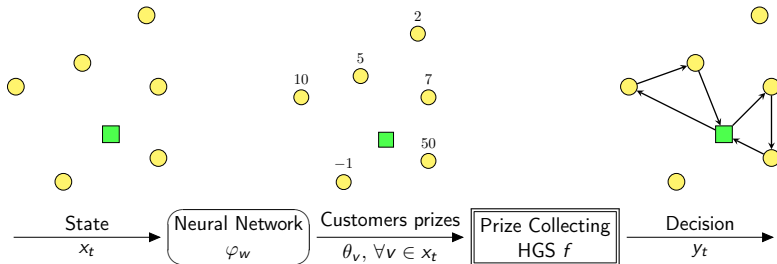 2
5
10
7
50
−1
State
x_t
Neural Network
φ_w
Customers prizes
θ_v, ∀v ∈ x_t
Prize Collecting
HGS f
Decision
y_t